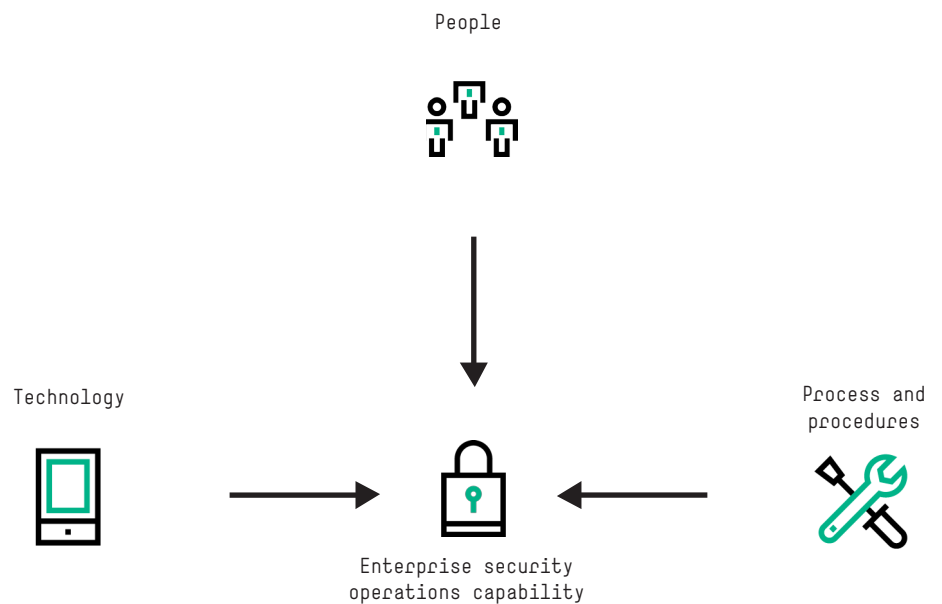 People
Technology
Process and
procedures
Enterprise security
operations capability